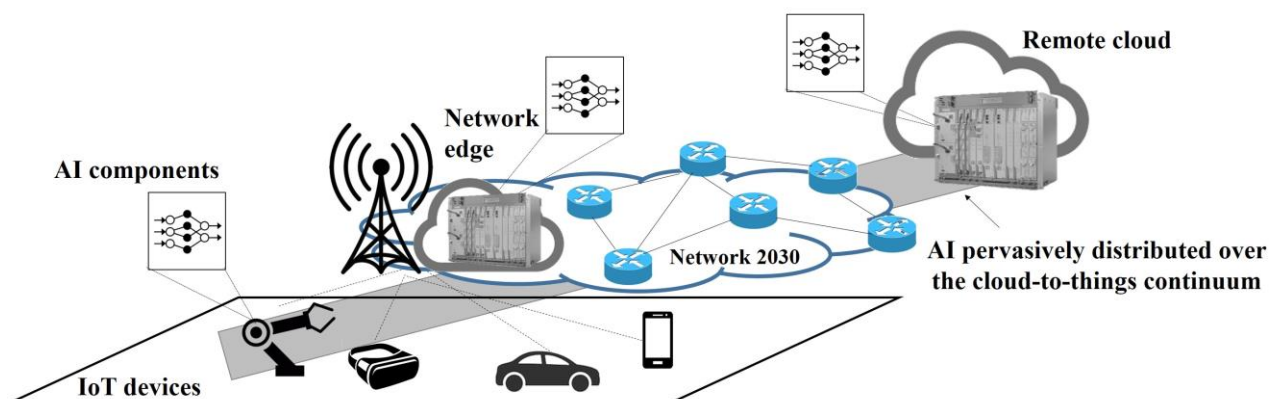 Remote cloud
Network
edge
AI components
Network 2030
AI pervasively distributed over
the cloud-to-things continuum
IoT devices